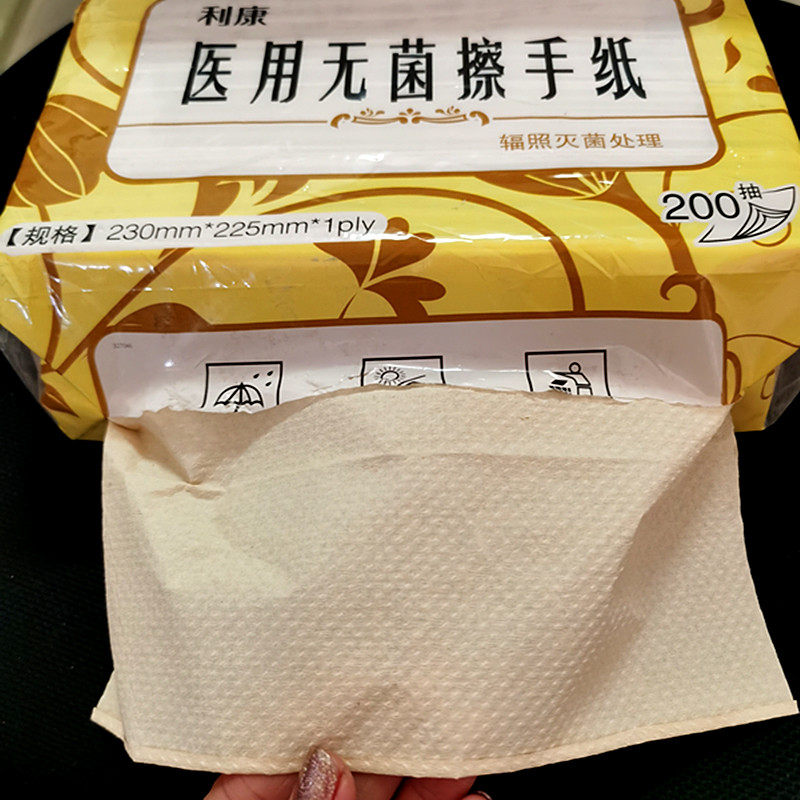 利康
医用无菌擦手纸
辐照灭菌处理
200抽
【规格】230mm*225mm*1ply